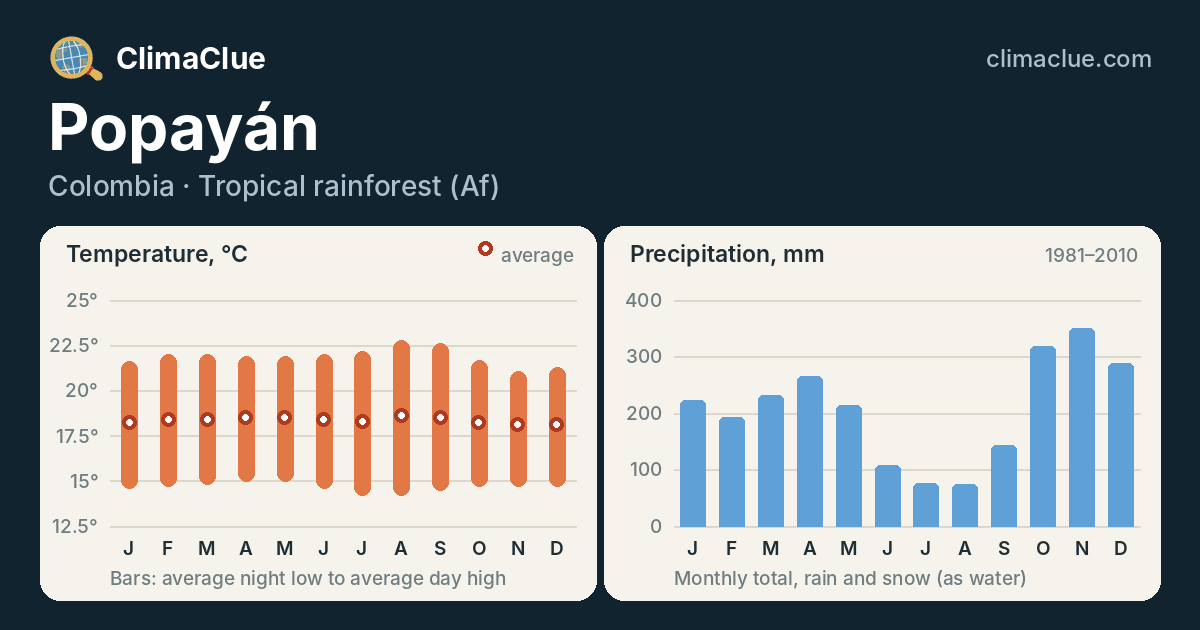 ClimaClue
climaclue.com
Popayán
Colombia · Tropical rainforest (Af)
Temperature, °C
average
25°
22.5°
20°
17.5°
15°
12.5°
J F M A M J J A S O N D
Bars: average night low to average day high
Precipitation, mm
1981–2010
400
300
200
100
0
J F M A M J J A S O N D
Monthly total, rain and snow (as water)